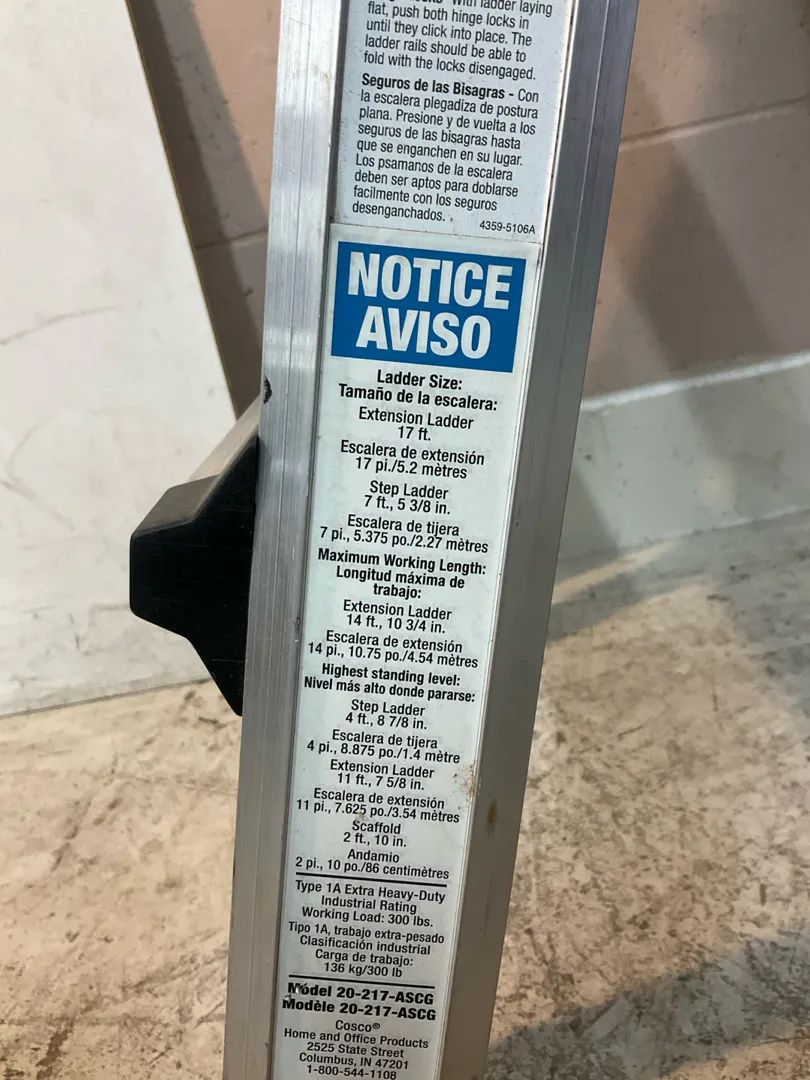 With ladder laying
flat, push both hinge locks in
until they click into place. The
ladder rails should be able to
fold with the locks disengaged.
Seguros de las Bisagras - Con
la escalera plegadiza de postura
plana. Presione y de vuelta a los
seguros de las bisagras hasta
que se enganchen en su lugar.
Los psamanos de la escalera
deben ser aptos para doblarse
facilmente con los seguros
desenganchados.
4359-5106A
NOTICE
AVISO
Ladder Size:
Tamaño de la escalera:
Extension Ladder
17 ft.
Escalera de extensión
17 pi./5.2 mètres
Step Ladder
7 ft., 5 3/8 in.
Escalera de tijera
7 pi., 5.375 po./2.27 mètres
Maximum Working Length:
Longitud máxima de
trabajo:
Extension Ladder
14 ft., 10 3/4 in.
Escalera de extensión
14 pi., 10.75 po./4.54 mètres
Highest standing level:
Nivel más alto donde pararse:
Step Ladder
4 ft., 8 7/8 in.
Escalera de tijera
4 pi., 8.875 po./1.4 mètre
Extension Ladder
11 ft., 7 5/8 in.
Escalera de extensión
11 pi., 7.625 po./3.54 mètres
Scaffold
2 ft., 10 in.
Andamio
2 pi., 10 po./86 centimètres
Type 1A Extra Heavy-Duty
Industrial Rating
Working Load: 300 lbs.
Tipo 1A, trabajo extra-pesado
Clasificación industrial
Carga de trabajo:
136 kg/300 lb
Model 20-217-ASCG
Modèle 20-217-ASCG
Cosco®
Home and Office Products
2525 State Street
Columbus, IN 47201
1-800-544-1108